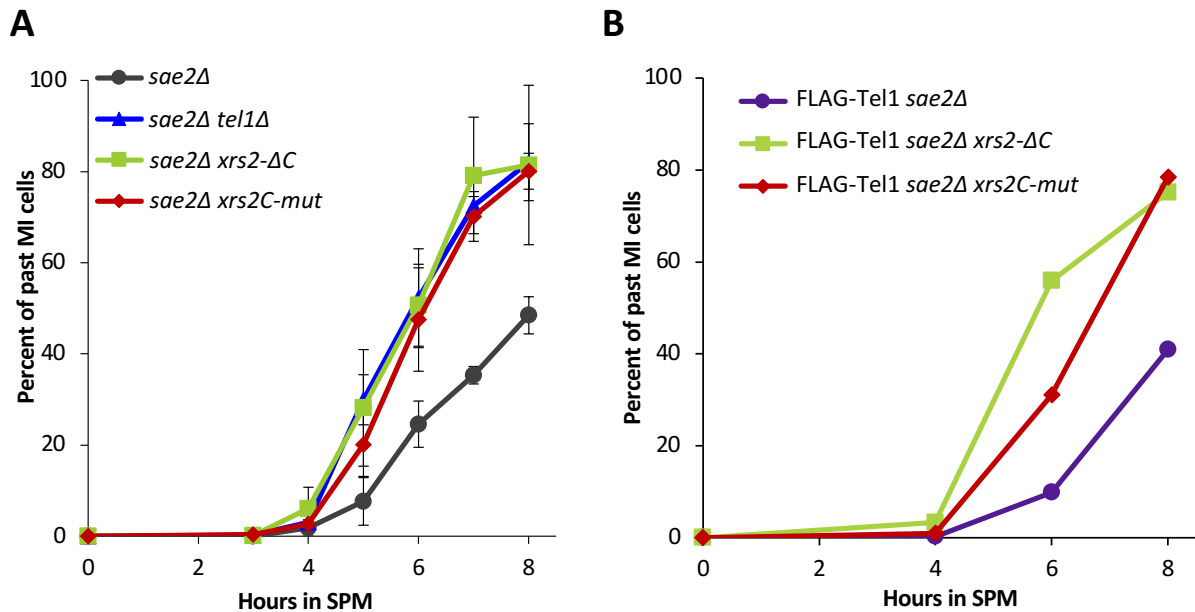 A
sae2Δ
sae2Δ tel1Δ
sae2Δ xrs2-ΔC
sae2Δ xrs2C-mut
Percent of past MI cells
100
80
60
40
20
0
0 2 4 6 8
Hours in SPM
B
FLAG-Tel1 sae2Δ
FLAG-Tel1 sae2Δ xrs2-ΔC
FLAG-Tel1 sae2Δ xrs2C-mut
Percent of past MI cells
100
80
60
40
20
0
0 2 4 6 8
Hours in SPM